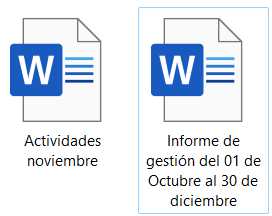 W
Actividades
noviembre
W
Informe de
gestión del 01 de
Octubre al 30 de
diciembre